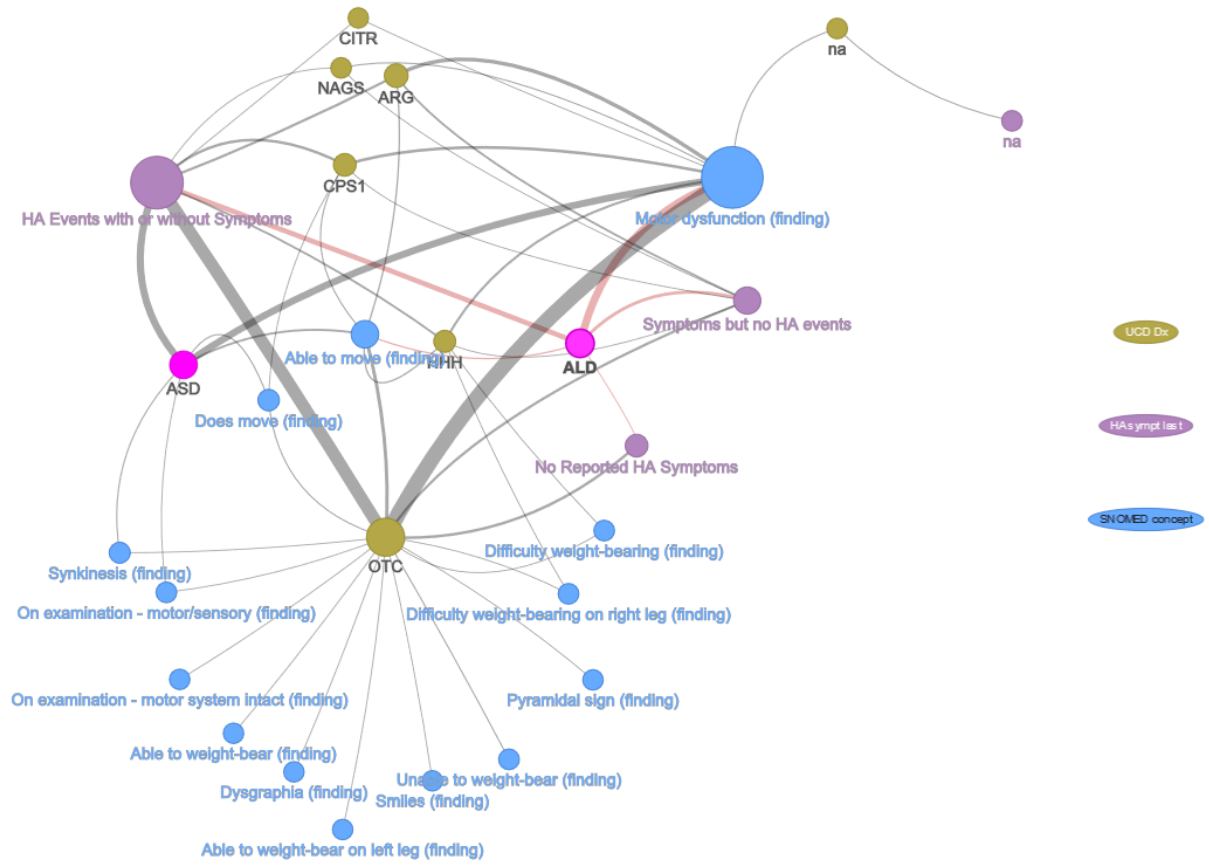 CITR
na
NAGS
ARG
na
CPS1
HA Events with or without Symptoms
Motor dysfunction (finding)
Symptoms but no HA events
UCD Dx
Able to move (finding)
HHH
ALD
ASD
Does move (finding)
HA sympt last
No Reported HA Symptoms
SNOMED concept
Difficulty weight-bearing (finding)
OTC
Synkinesis (finding)
On examination - motor/sensory (finding)
Difficulty weight-bearing on right leg (finding)
On examination - motor system intact (finding)
Pyramidal sign (finding)
Able to weight-bear (finding)
Unable to weight-bear (finding)
Dysgraphia (finding)
Smiles (finding)
Able to weight-bear on left leg (finding)